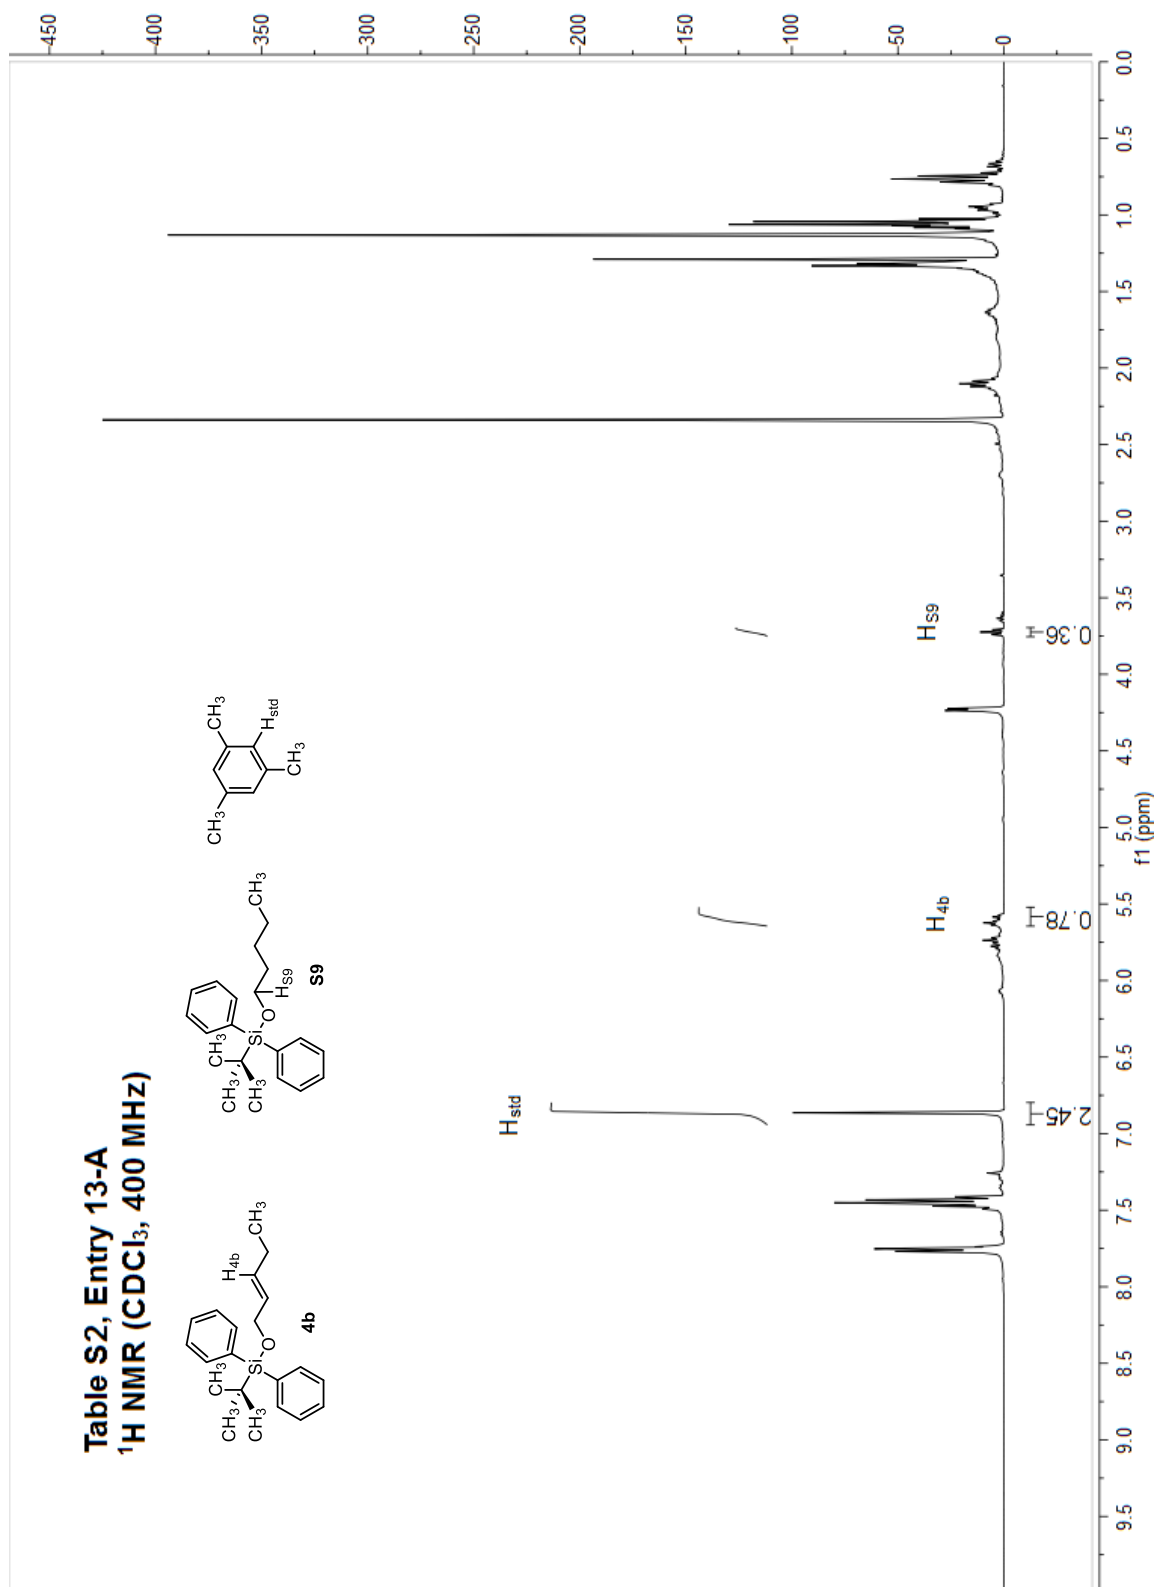 Table S2, Entry 13-A
¹H NMR (CDCl₃, 400 MHz)
CH₃
CH₃
CH₃
Si
O
H4b
CH₃
4b
CH₃
CH₃
CH₃
Si
O
HS9
CH₃
S9
CH₃
CH₃
CH₃
Hstd
Hstd
H4b
HS9
2.45
0.78
0.36
450
400
350
300
250
200
150
100
50
0
9.5
9.0
8.5
8.0
7.5
7.0
6.5
6.0
5.5
5.0
4.5
4.0
3.5
3.0
2.5
2.0
1.5
1.0
0.5
0.0
f1 (ppm)